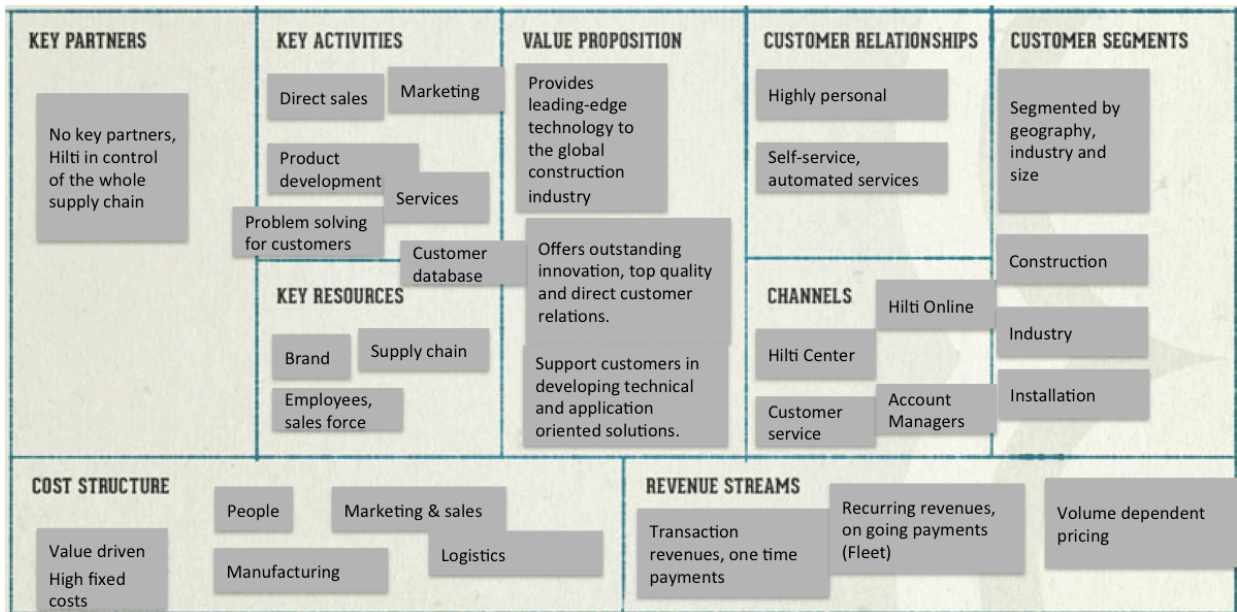 KEY PARTNERS
No key partners,
Hilti in control
of the whole
supply chain
KEY ACTIVITIES
Direct sales
Marketing
Product
development
Services
Problem solving
for customers
Customer
database
KEY RESOURCES
Brand
Supply chain
Employees,
sales force
VALUE PROPOSITION
Provides
leading-edge
technology to
the global
construction
industry
Offers outstanding
innovation, top quality
and direct customer
relations.
Support customers in
developing technical
and application
oriented solutions.
CUSTOMER RELATIONSHIPS
Highly personal
Self-service,
automated services
CHANNELS
Hilti Online
Hilti Center
Customer
service
Account
Managers
CUSTOMER SEGMENTS
Segmented by
geography,
industry and
size
Construction
Industry
Installation
COST STRUCTURE
People
Marketing & sales
Value driven
High fixed
costs
Manufacturing
Logistics
REVENUE STREAMS
Transaction
revenues, one time
payments
Recurring revenues,
on going payments
(Fleet)
Volume dependent
pricing